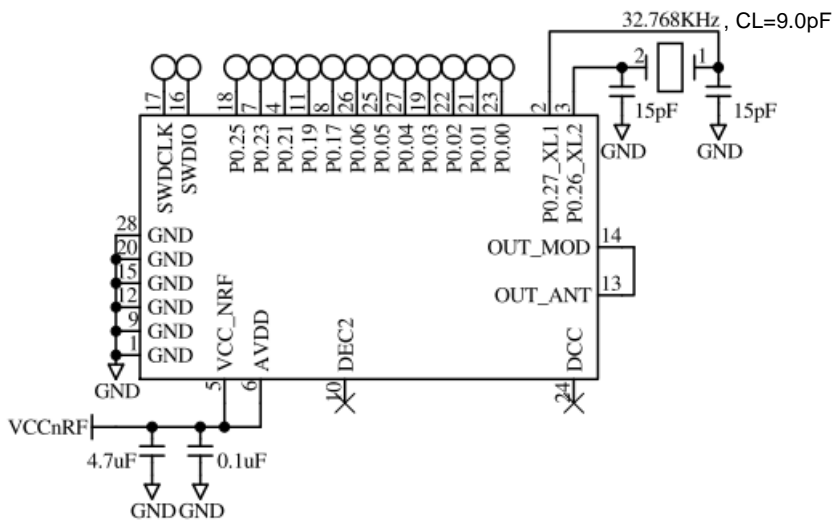 32.768KHz, CL=9.0pF
2 1
15pF 15pF
GND GND
17 16 18 7 4 11 8 26 25 27 19 22 21 23 2 3
SWDCLK SWDIO P0.25 P0.23 P0.21 P0.19 P0.17 P0.06 P0.05 P0.04 P0.03 P0.02 P0.01 P0.00 P0.27_XL1 P0.26_XL2
28 GND
20 GND
15 GND
12 GND
9 GND
1 GND
GND
OUT_MOD 14
OUT_ANT 13
VCC_NRF AVDD DEC2 DCC
5 6 10 24
VCCnRF
4.7uF 0.1uF
GND GND